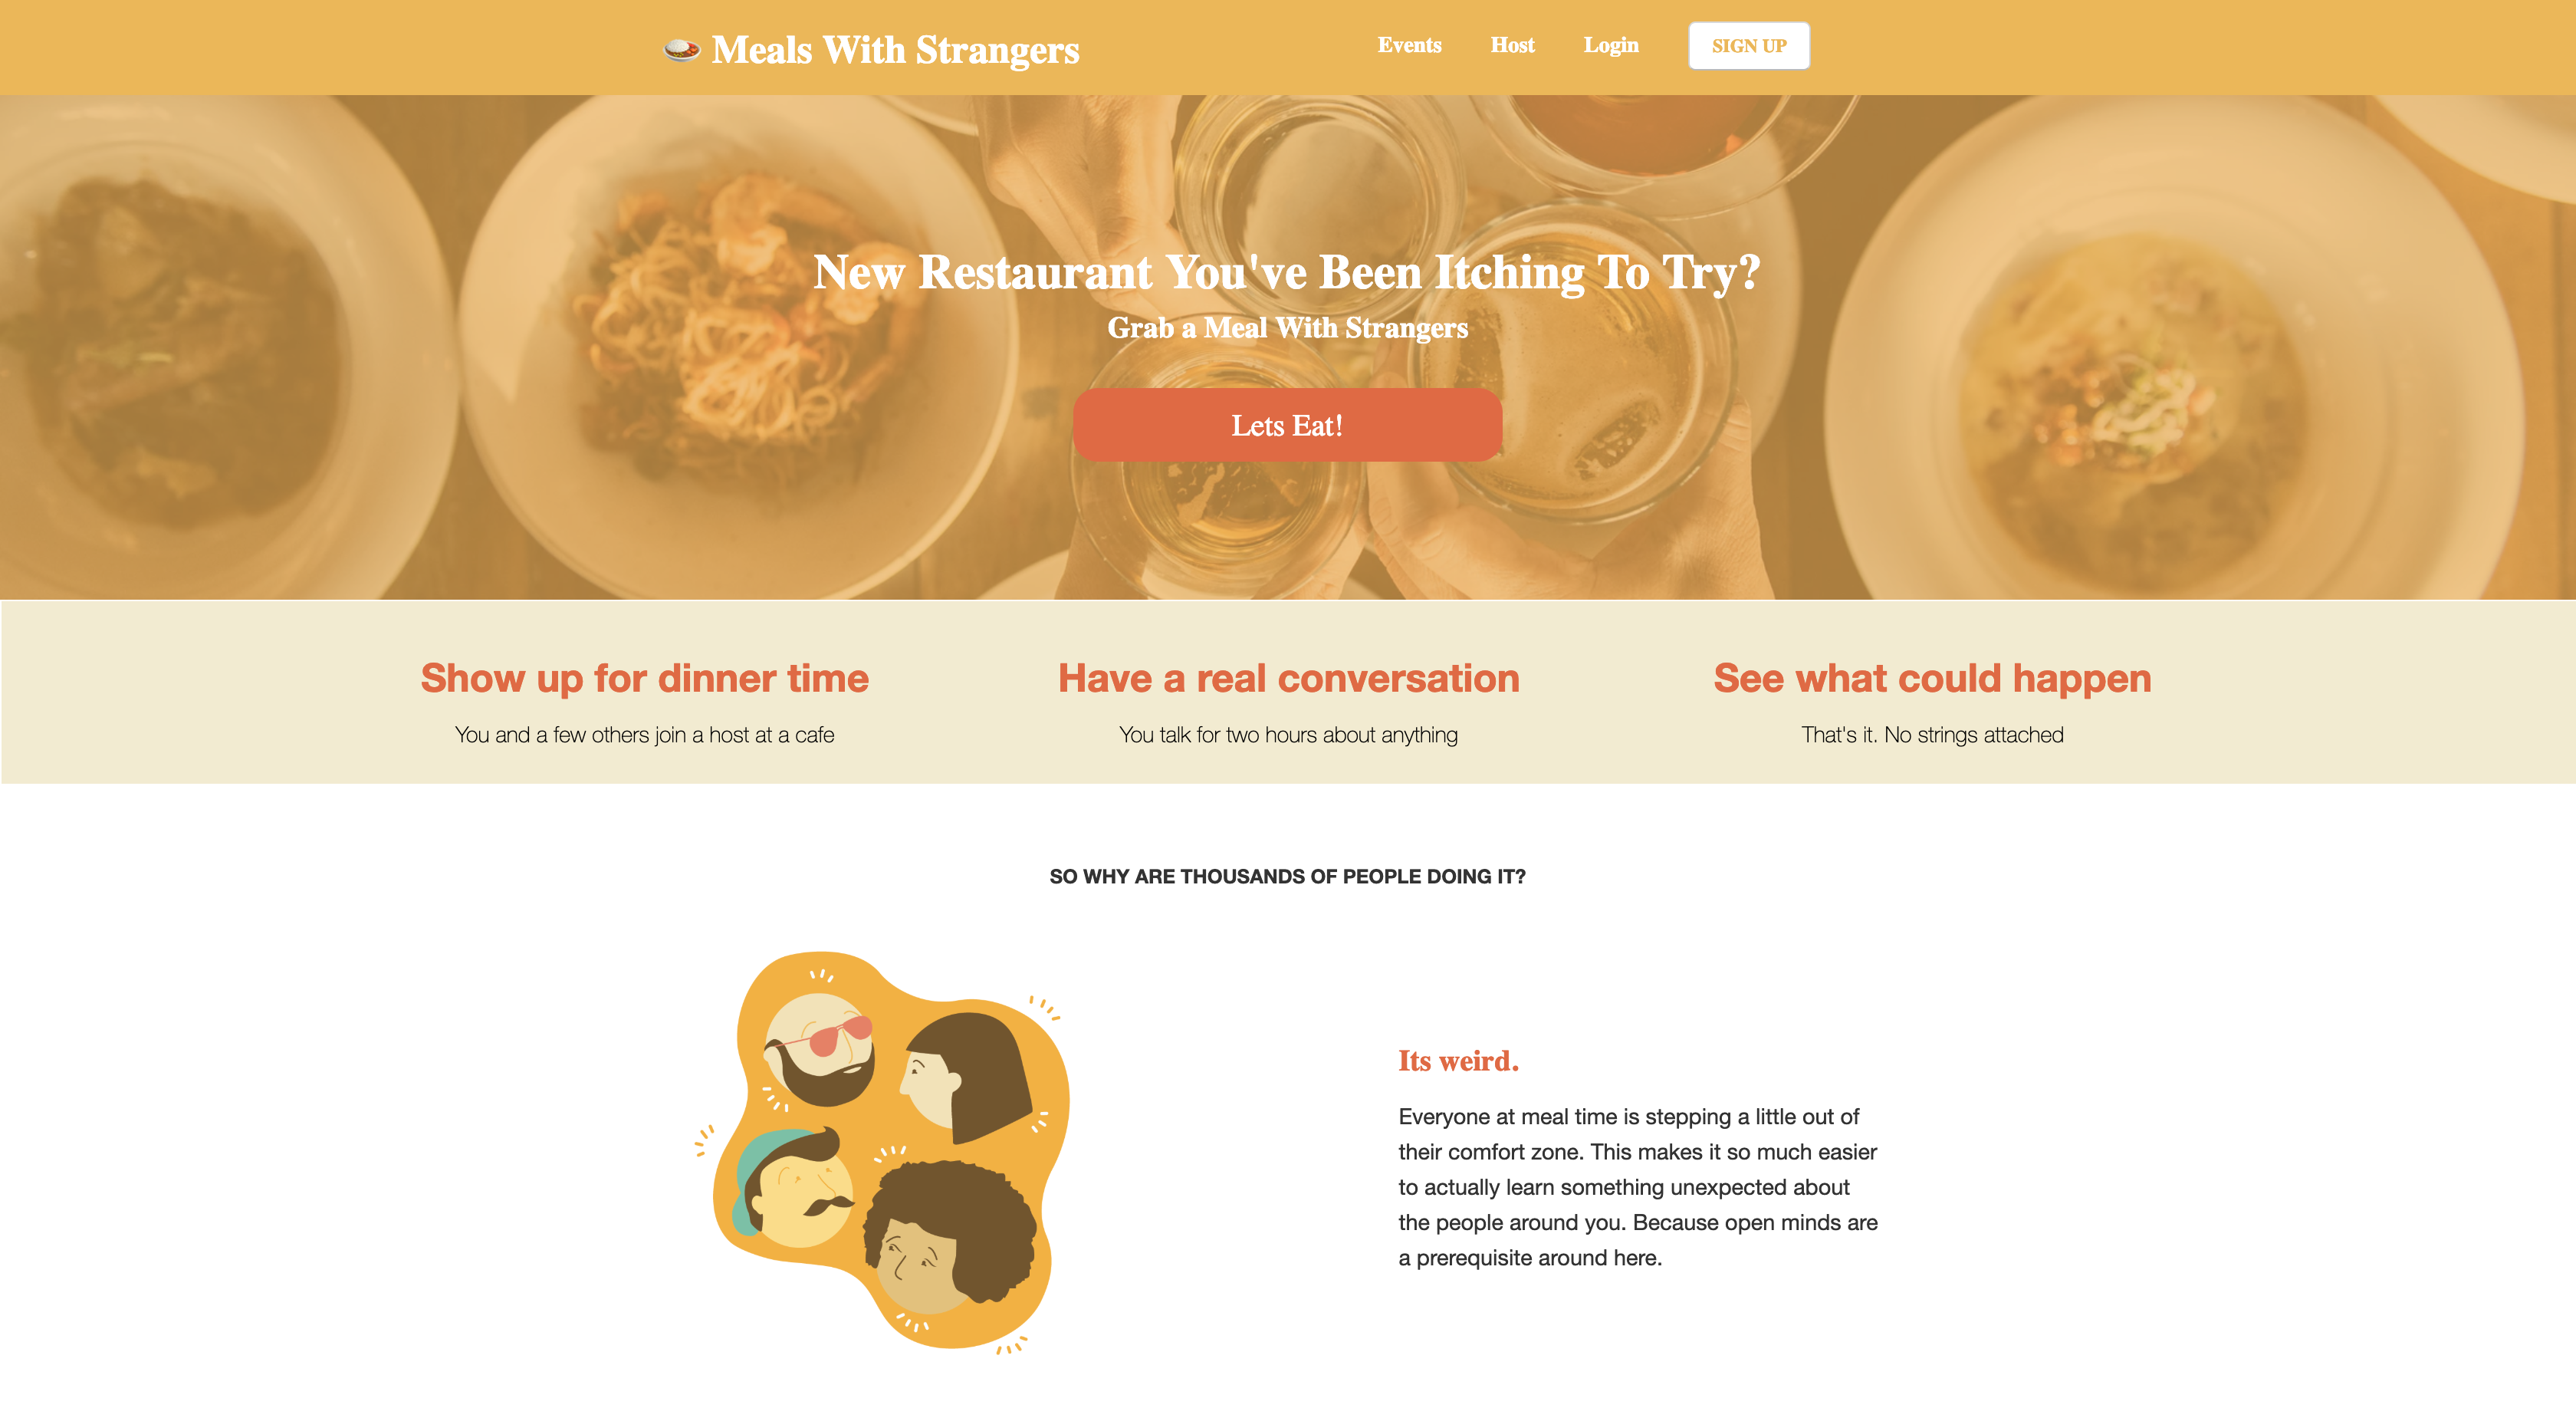 Meals With Strangers
Events
Host
Login
SIGN UP
New Restaurant You've Been Itching To Try?
Grab a Meal With Strangers
Lets Eat!
Show up for dinner time
You and a few others join a host at a cafe
Have a real conversation
You talk for two hours about anything
See what could happen
That's it. No strings attached
SO WHY ARE THOUSANDS OF PEOPLE DOING IT?
Its weird.
Everyone at meal time is stepping a little out of
their comfort zone. This makes it so much easier
to actually learn something unexpected about
the people around you. Because open minds are
a prerequisite around here.